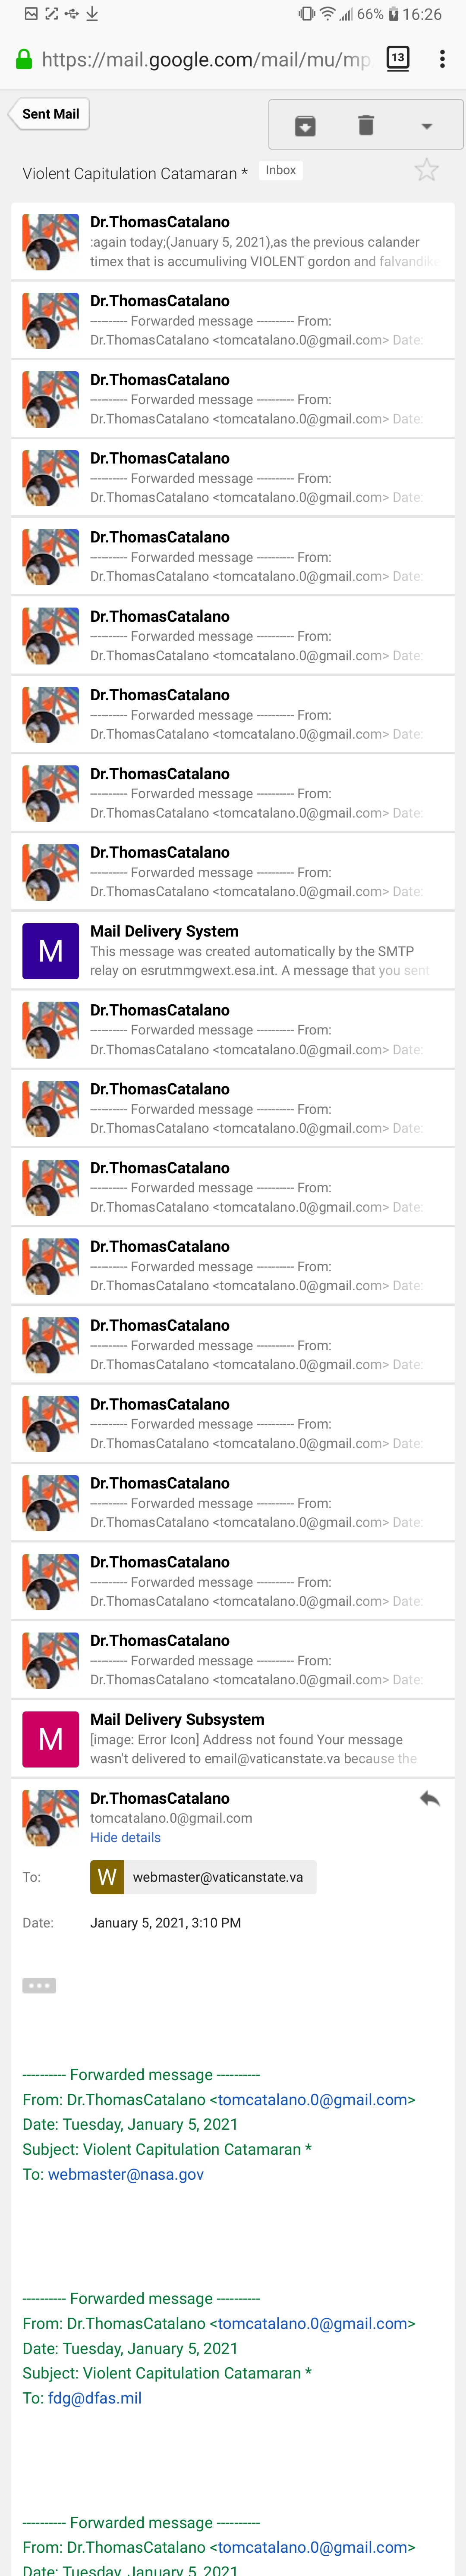 66% 16:26
https://mail.google.com/mail/mu/mp 13
Sent Mail
Violent Capitulation Catamaran * Inbox
Dr.ThomasCatalano
:again today;(January 5, 2021),as the previous calander
timex that is accumuliving VIOLENT gordon and falvandike
Dr.ThomasCatalano
---------- Forwarded message ---------- From:
Dr.ThomasCatalano <tomcatalano.0@gmail.com> Date:
Dr.ThomasCatalano
---------- Forwarded message ---------- From:
Dr.ThomasCatalano <tomcatalano.0@gmail.com> Date:
Dr.ThomasCatalano
---------- Forwarded message ---------- From:
Dr.ThomasCatalano <tomcatalano.0@gmail.com> Date:
Dr.ThomasCatalano
---------- Forwarded message ---------- From:
Dr.ThomasCatalano <tomcatalano.0@gmail.com> Date:
Dr.ThomasCatalano
---------- Forwarded message ---------- From:
Dr.ThomasCatalano <tomcatalano.0@gmail.com> Date:
Dr.ThomasCatalano
---------- Forwarded message ---------- From:
Dr.ThomasCatalano <tomcatalano.0@gmail.com> Date:
Dr.ThomasCatalano
---------- Forwarded message ---------- From:
Dr.ThomasCatalano <tomcatalano.0@gmail.com> Date:
Dr.ThomasCatalano
---------- Forwarded message ---------- From:
Dr.ThomasCatalano <tomcatalano.0@gmail.com> Date:
M Mail Delivery System
This message was created automatically by the SMTP
relay on esrutmmgwext.esa.int. A message that you sent
Dr.ThomasCatalano
---------- Forwarded message ---------- From:
Dr.ThomasCatalano <tomcatalano.0@gmail.com> Date:
Dr.ThomasCatalano
---------- Forwarded message ---------- From:
Dr.ThomasCatalano <tomcatalano.0@gmail.com> Date:
Dr.ThomasCatalano
---------- Forwarded message ---------- From:
Dr.ThomasCatalano <tomcatalano.0@gmail.com> Date:
Dr.ThomasCatalano
---------- Forwarded message ---------- From:
Dr.ThomasCatalano <tomcatalano.0@gmail.com> Date:
Dr.ThomasCatalano
---------- Forwarded message ---------- From:
Dr.ThomasCatalano <tomcatalano.0@gmail.com> Date:
Dr.ThomasCatalano
---------- Forwarded message ---------- From:
Dr.ThomasCatalano <tomcatalano.0@gmail.com> Date:
Dr.ThomasCatalano
---------- Forwarded message ---------- From:
Dr.ThomasCatalano <tomcatalano.0@gmail.com> Date:
Dr.ThomasCatalano
---------- Forwarded message ---------- From:
Dr.ThomasCatalano <tomcatalano.0@gmail.com> Date:
Dr.ThomasCatalano
---------- Forwarded message ---------- From:
Dr.ThomasCatalano <tomcatalano.0@gmail.com> Date:
M Mail Delivery Subsystem
[image: Error Icon] Address not found Your message
wasn't delivered to email@vaticanstate.va because the
Dr.ThomasCatalano
tomcatalano.0@gmail.com
Hide details
To: W webmaster@vaticanstate.va
Date: January 5, 2021, 3:10 PM
---------- Forwarded message ----------
From: Dr.ThomasCatalano <tomcatalano.0@gmail.com>
Date: Tuesday, January 5, 2021
Subject: Violent Capitulation Catamaran *
To: webmaster@nasa.gov
---------- Forwarded message ----------
From: Dr.ThomasCatalano <tomcatalano.0@gmail.com>
Date: Tuesday, January 5, 2021
Subject: Violent Capitulation Catamaran *
To: fdg@dfas.mil
---------- Forwarded message ----------
From: Dr.ThomasCatalano <tomcatalano.0@gmail.com>
Date: Tuesday, January 5, 2021